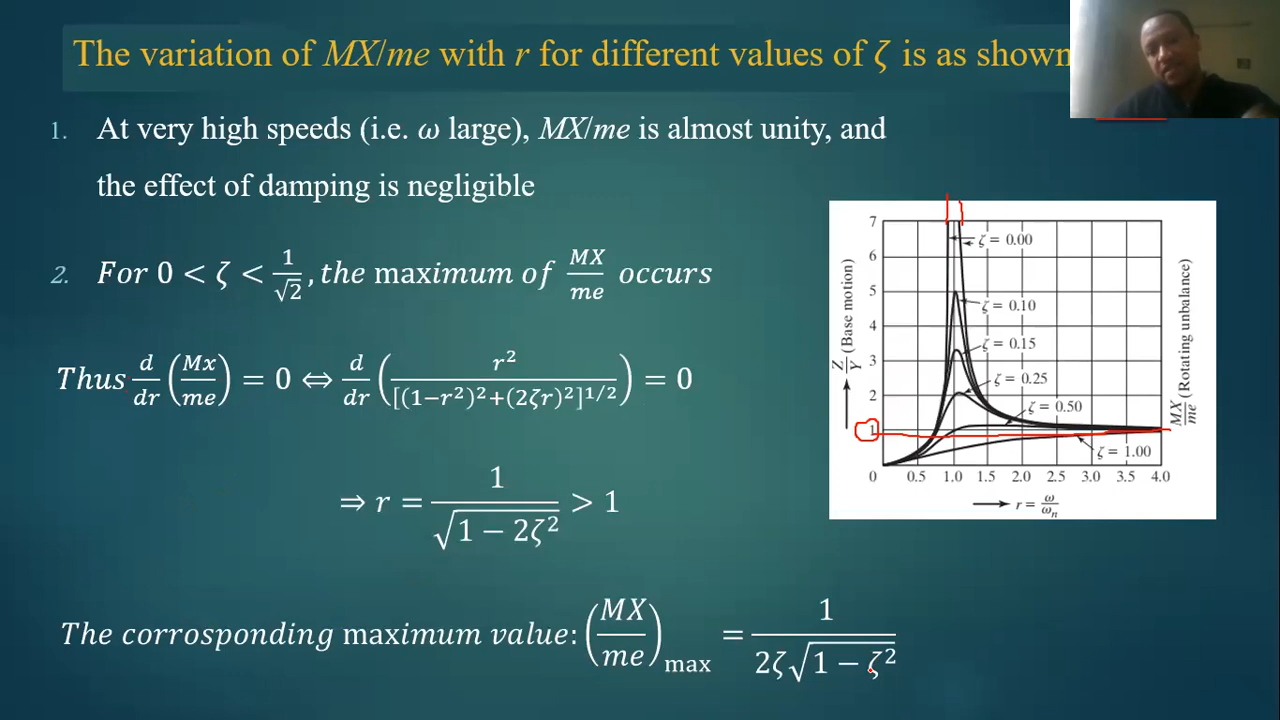 The variation of MX/me with r for different values of ζ is as shown
1. At very high speeds (i.e. ω large), MX/me is almost unity, and
the effect of damping is negligible
2. For 0 < ζ < 1/√2, the maximum of MX/me occurs
Thus d/dr (Mx/me) = 0 ⇔ d/dr (r²/[(1−r²)²+(2ζr)²]^1/2) = 0
⇒ r = 1/√(1 − 2ζ²) > 1
The corrosponding maximum value: (MX/me)max = 1/(2ζ√(1 − ζ²))
7
6
5
4
3
2
1
0
0.5 1.0 1.5 2.0 2.5 3.0 3.5 4.0
ζ = 0.00
ζ = 0.10
ζ = 0.15
ζ = 0.25
ζ = 0.50
ζ = 1.00
Z/Y (Base motion)
MX/me (Rotating unbalance)
r = ω/ωn